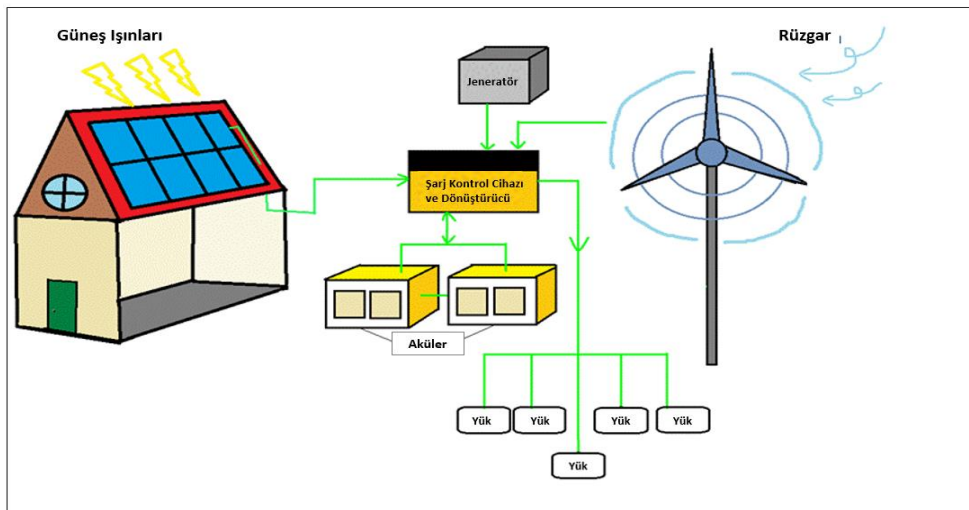 Güneş Işınları
Rüzgar
Jeneratör
Şarj Kontrol Cihazı
ve Dönüştürücü
Aküler
Yük
Yük
Yük
Yük
Yük